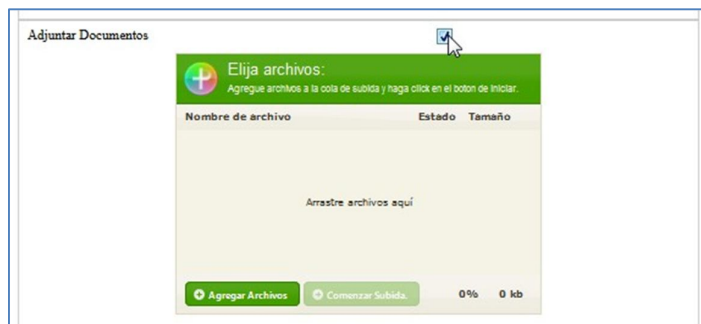 Adjuntar Documentos
Elija archivos:
Agregue archivos a la cola de subida y haga click en el boton de Iniciar.
Nombre de archivo Estado Tamaño
Arrastre archivos aquí
Agregar Archivos Comenzar Subida. 0% 0 kb